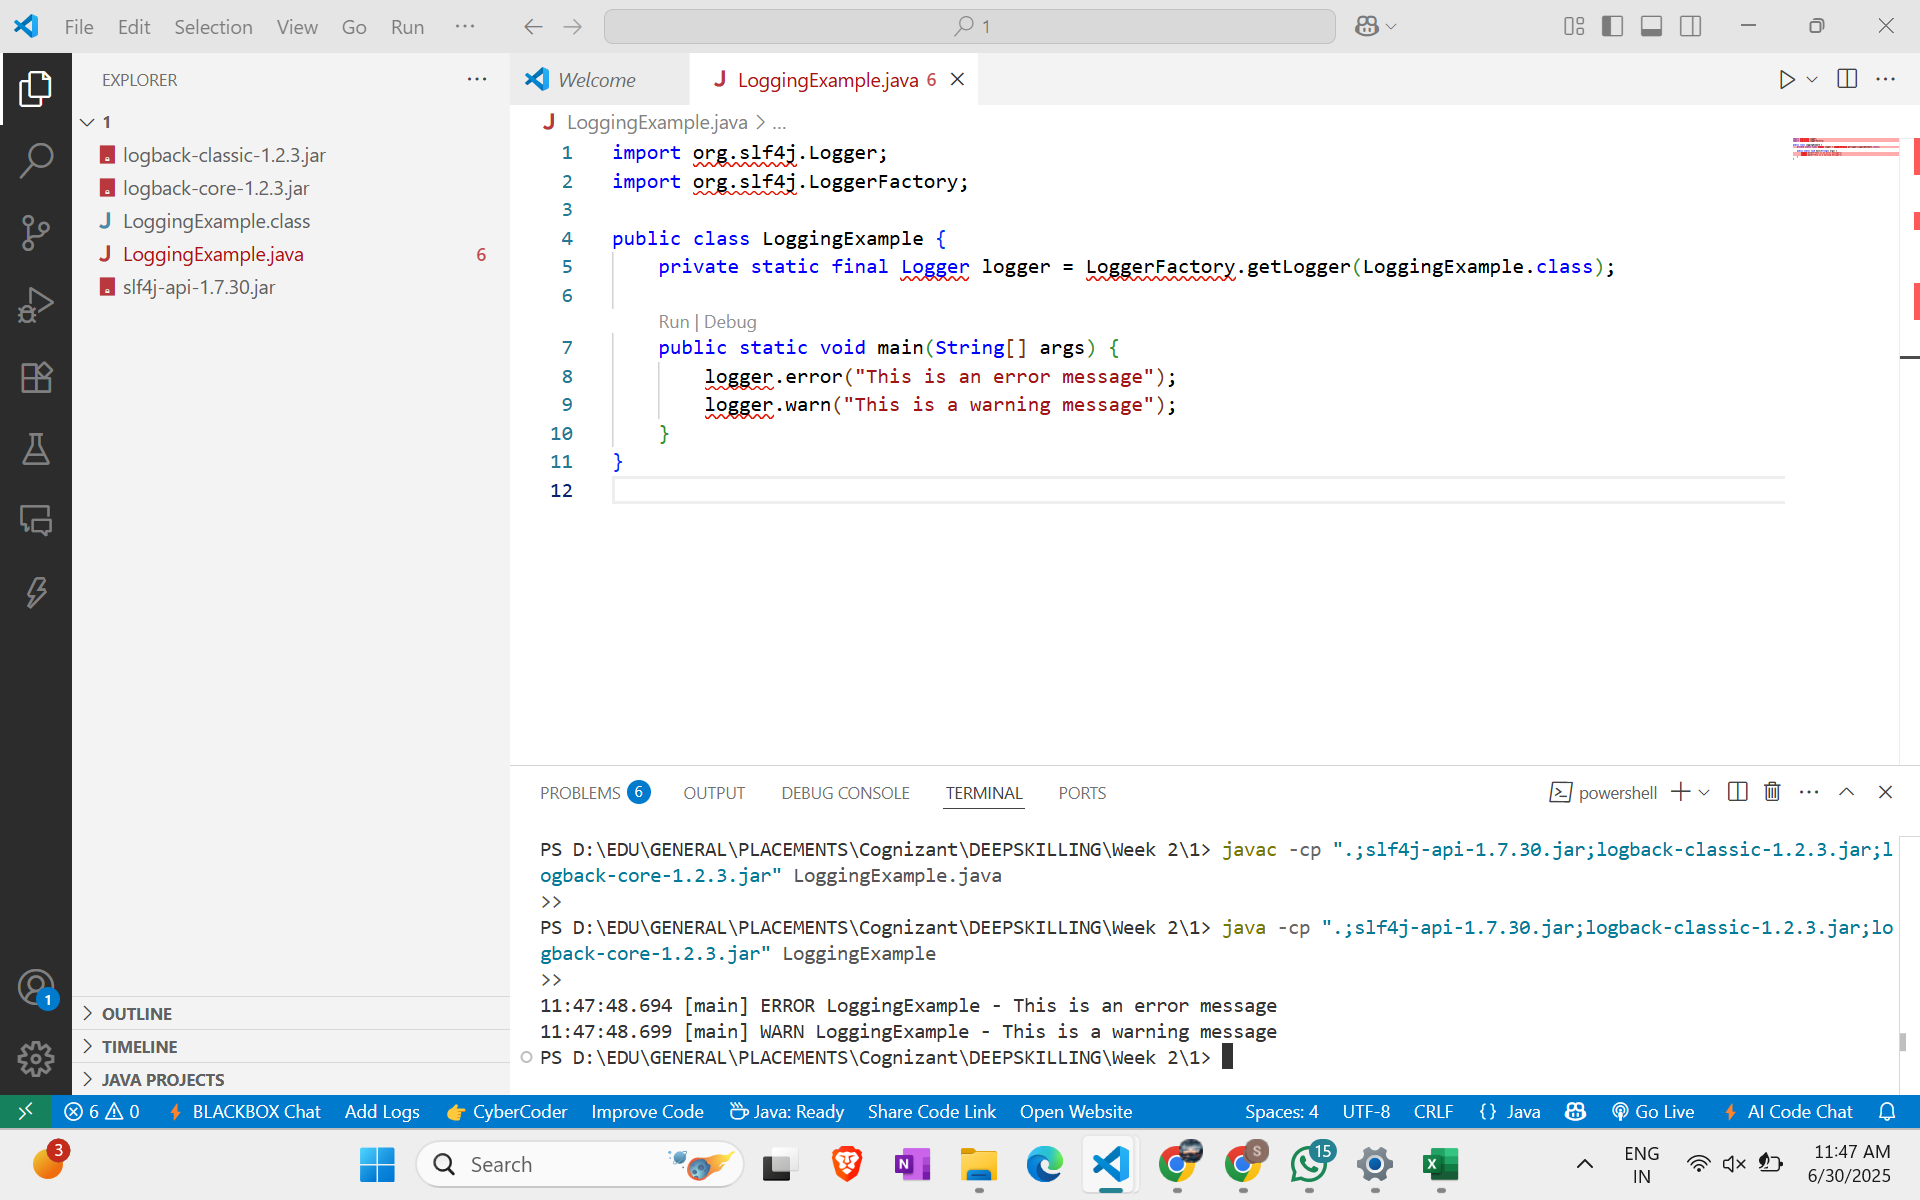 File Edit Selection View Go Run ··· 1
EXPLORER ···
1
logback-classic-1.2.3.jar
logback-core-1.2.3.jar
J LoggingExample.class
J LoggingExample.java 6
slf4j-api-1.7.30.jar
OUTLINE
TIMELINE
JAVA PROJECTS
1
Welcome J LoggingExample.java 6
J LoggingExample.java > ...
1 import org.slf4j.Logger;
2 import org.slf4j.LoggerFactory;
3
4 public class LoggingExample {
5 private static final Logger logger = LoggerFactory.getLogger(LoggingExample.class);
6
Run | Debug
7 public static void main(String[] args) {
8 logger.error("This is an error message");
9 logger.warn("This is a warning message");
10 }
11 }
12
PROBLEMS 6 OUTPUT DEBUG CONSOLE TERMINAL PORTS powershell
PS D:\EDU\GENERAL\PLACEMENTS\Cognizant\DEEPSKILLING\Week 2\1> javac -cp ".;slf4j-api-1.7.30.jar;logback-classic-1.2.3.jar;l
ogback-core-1.2.3.jar" LoggingExample.java
>>
PS D:\EDU\GENERAL\PLACEMENTS\Cognizant\DEEPSKILLING\Week 2\1> java -cp ".;slf4j-api-1.7.30.jar;logback-classic-1.2.3.jar;lo
gback-core-1.2.3.jar" LoggingExample
>>
11:47:48.694 [main] ERROR LoggingExample - This is an error message
11:47:48.699 [main] WARN LoggingExample - This is a warning message
PS D:\EDU\GENERAL\PLACEMENTS\Cognizant\DEEPSKILLING\Week 2\1>
6 0 BLACKBOX Chat Add Logs CyberCoder Improve Code Java: Ready Share Code Link Open Website Spaces: 4 UTF-8 CRLF {} Java Go Live AI Code Chat
3 Search N S 15 X ENG 11:47 AM
IN 6/30/2025